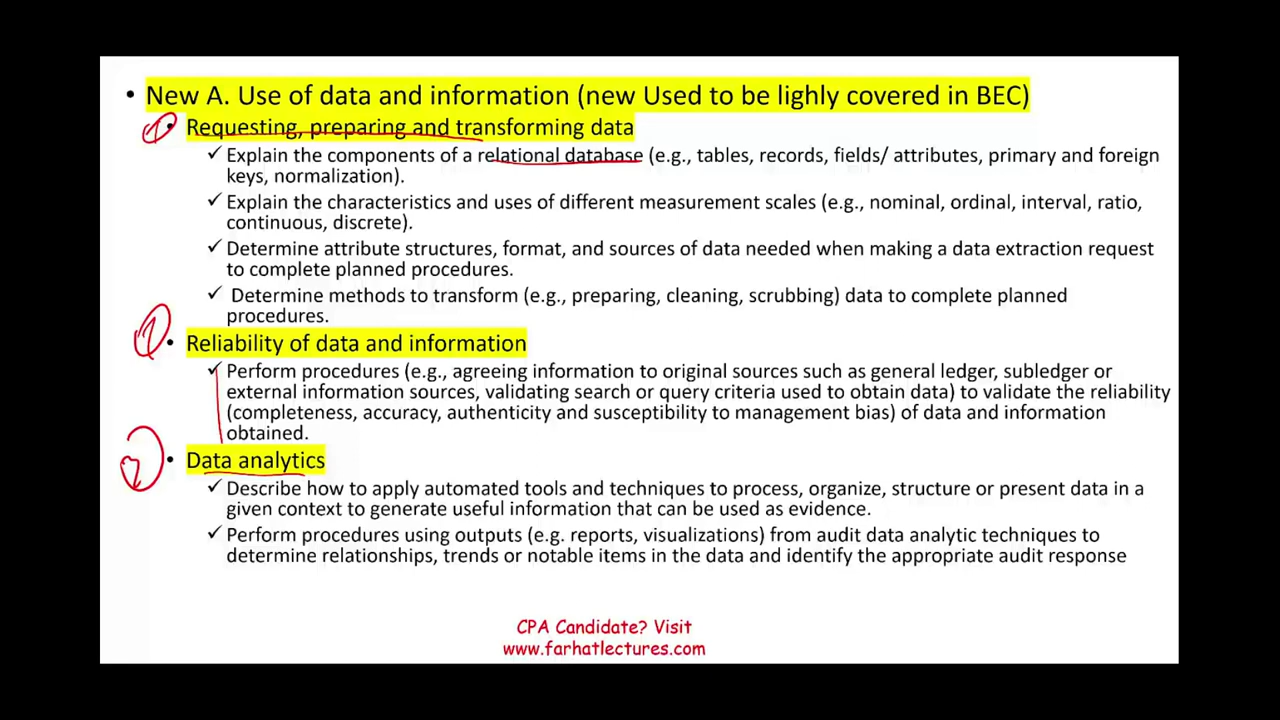 • New A. Use of data and information (new Used to be lighly covered in BEC)
1 • Requesting, preparing and transforming data
✓ Explain the components of a relational database (e.g., tables, records, fields/ attributes, primary and foreign
keys, normalization).
✓ Explain the characteristics and uses of different measurement scales (e.g., nominal, ordinal, interval, ratio,
continuous, discrete).
✓ Determine attribute structures, format, and sources of data needed when making a data extraction request
to complete planned procedures.
✓ Determine methods to transform (e.g., preparing, cleaning, scrubbing) data to complete planned
procedures.
1 • Reliability of data and information
✓ Perform procedures (e.g., agreeing information to original sources such as general ledger, subledger or
external information sources, validating search or query criteria used to obtain data) to validate the reliability
(completeness, accuracy, authenticity and susceptibility to management bias) of data and information
obtained.
2 • Data analytics
✓ Describe how to apply automated tools and techniques to process, organize, structure or present data in a
given context to generate useful information that can be used as evidence.
✓ Perform procedures using outputs (e.g. reports, visualizations) from audit data analytic techniques to
determine relationships, trends or notable items in the data and identify the appropriate audit response
CPA Candidate? Visit
www.farhatlectures.com